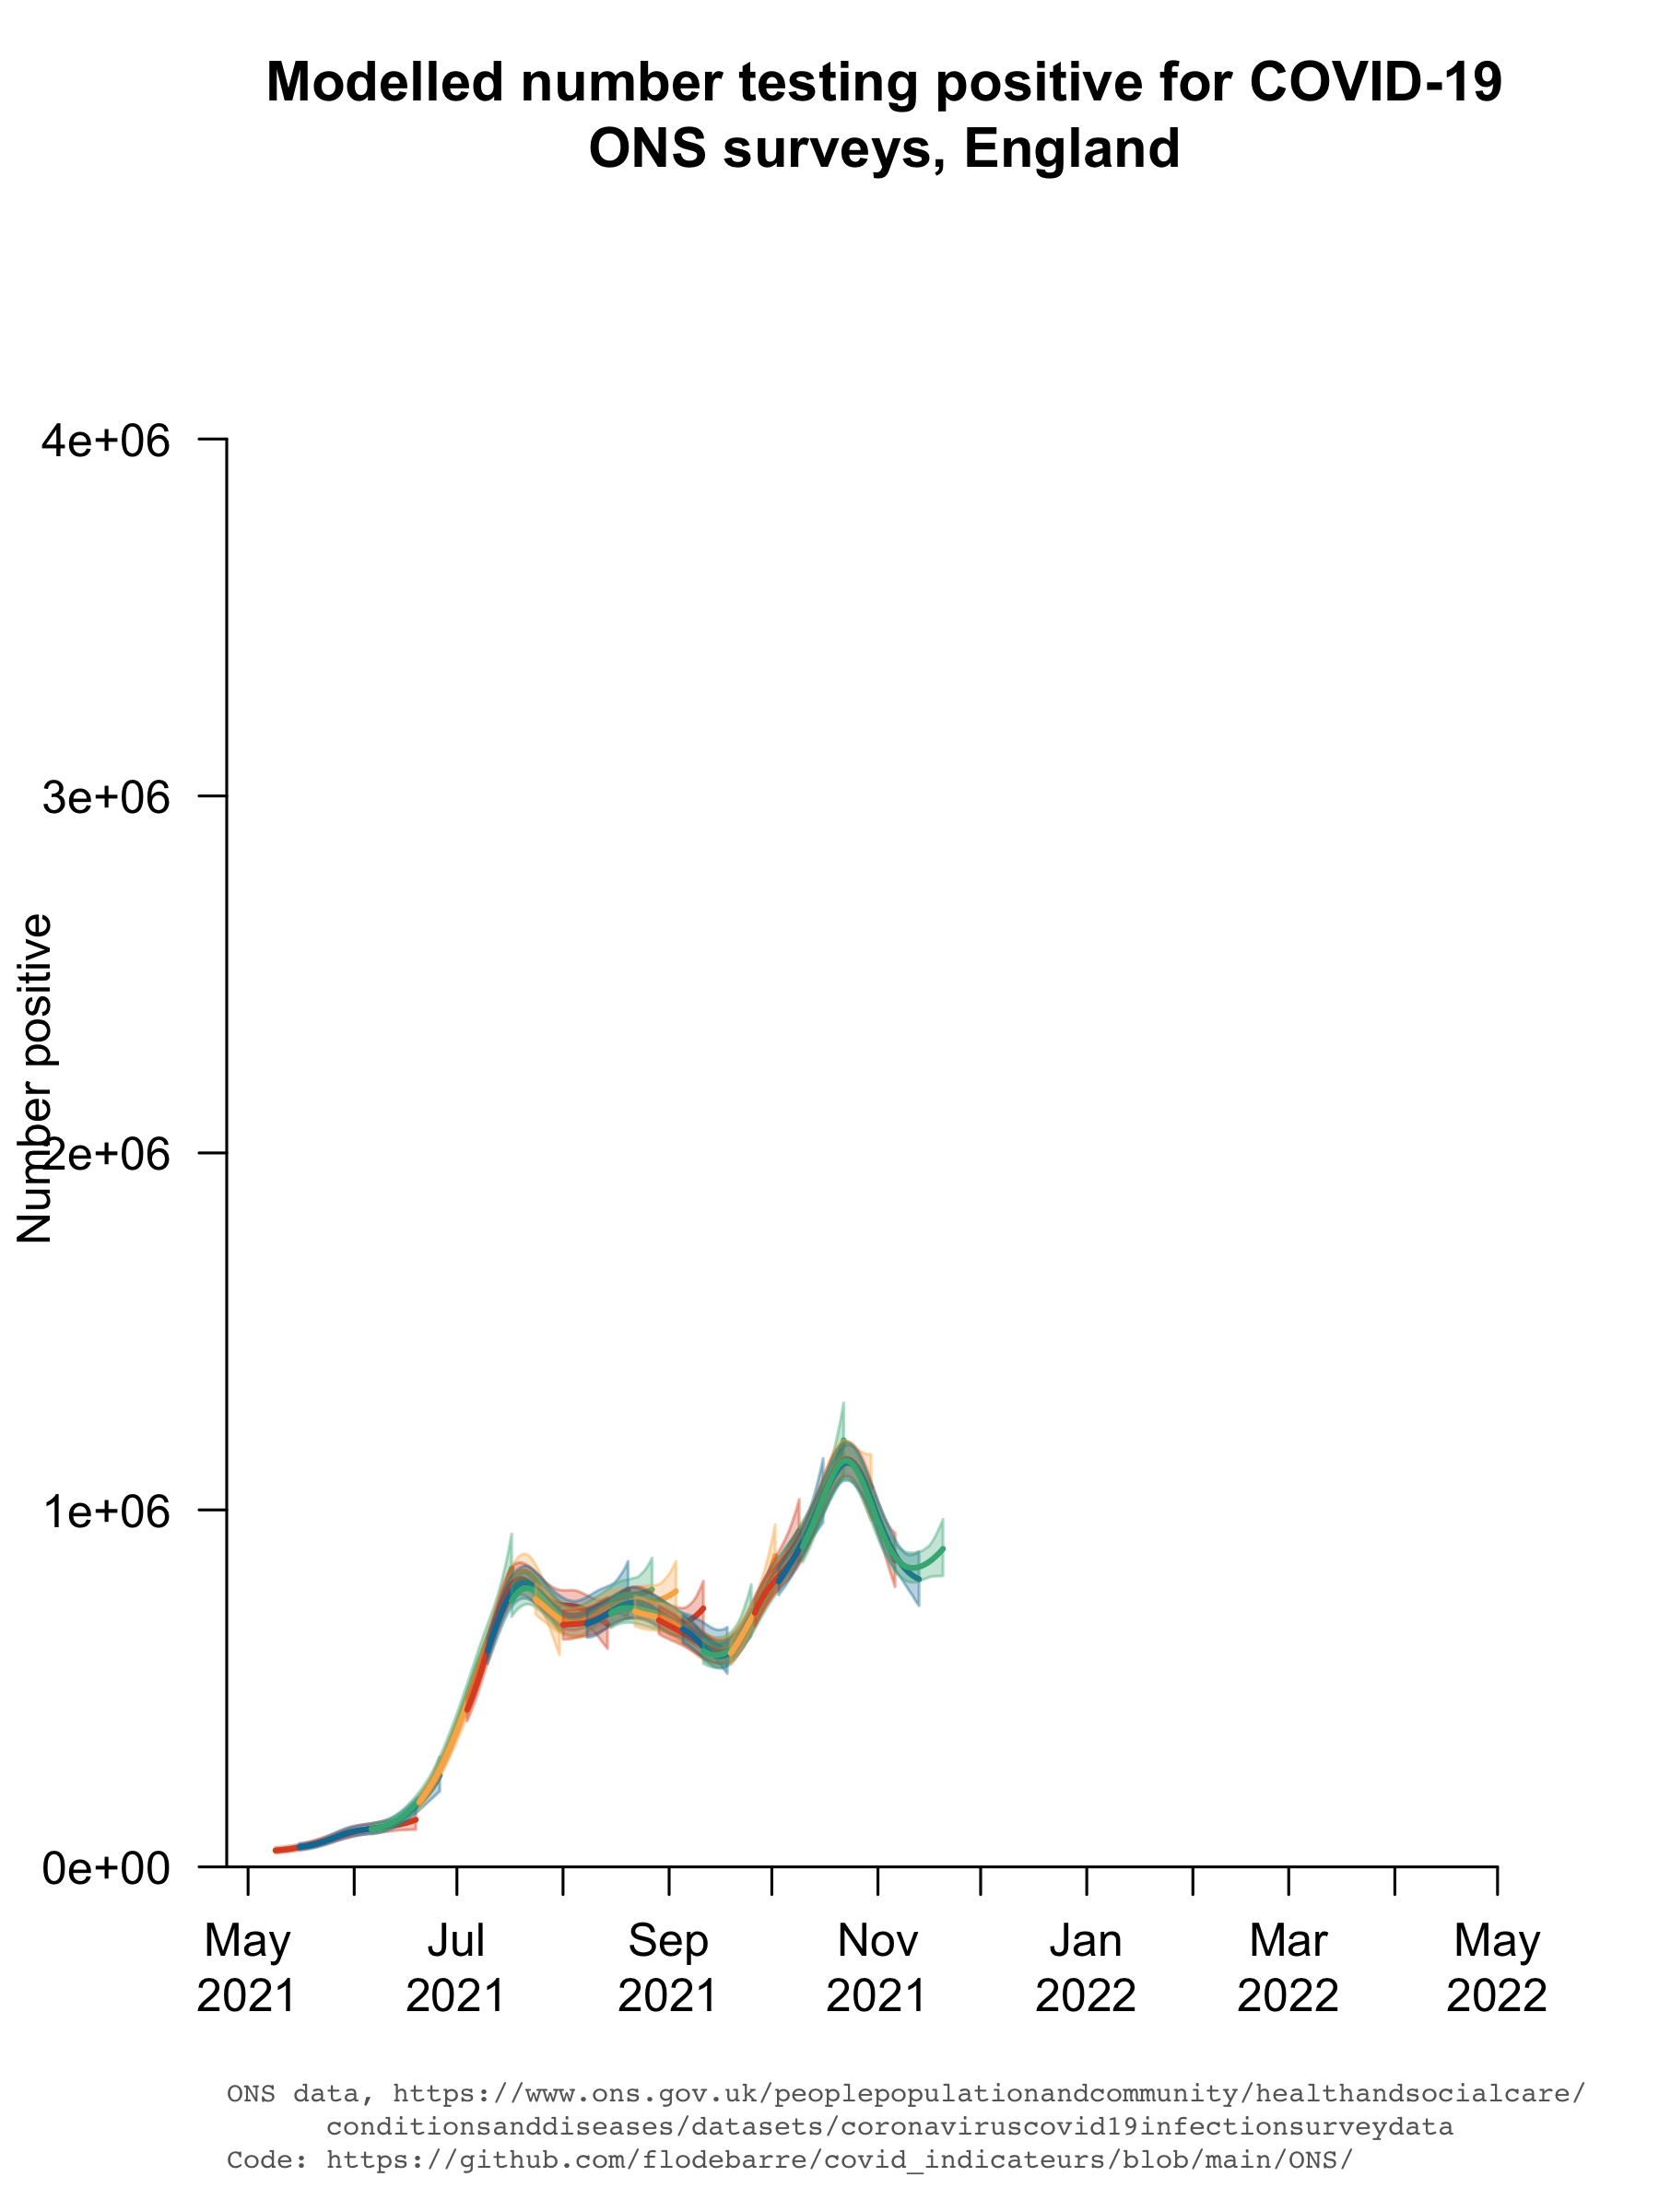 Modelled number testing positive for COVID-19
ONS surveys, England
4e+06
3e+06
2e+06
1e+06
0e+00
Number positive
May Jul Sep Nov Jan Mar May
2021 2021 2021 2021 2022 2022 2022
ONS data, https://www.ons.gov.uk/peoplepopulationandcommunity/healthandsocialcare/
conditionsanddiseases/datasets/coronaviruscovid19infectionsurveydata
Code: https://github.com/flodebarre/covid_indicateurs/blob/main/ONS/